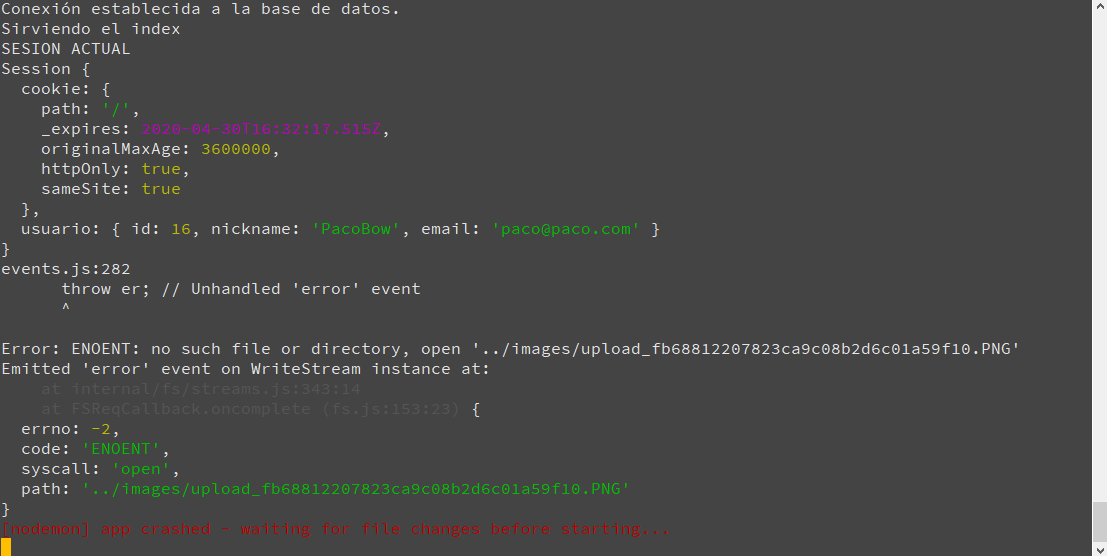 Conexión establecida a la base de datos.
Sirviendo el index
SESION ACTUAL
Session {
  cookie: {
    path: '/',
    _expires: 2020-04-30T16:32:17.515Z,
    originalMaxAge: 3600000,
    httpOnly: true,
    sameSite: true
  },
  usuario: { id: 16, nickname: 'PacoBow', email: 'paco@paco.com' }
}
events.js:282
      throw er; // Unhandled 'error' event
      ^
Error: ENOENT: no such file or directory, open '../images/upload_fb68812207823ca9c08b2d6c01a59f10.PNG'
Emitted 'error' event on WriteStream instance at:
    at internal/fs/streams.js:343:14
    at FSReqCallback.oncomplete (fs.js:153:23) {
  errno: -2,
  code: 'ENOENT',
  syscall: 'open',
  path: '../images/upload_fb68812207823ca9c08b2d6c01a59f10.PNG'
}
[nodemon] app crashed - waiting for file changes before starting...